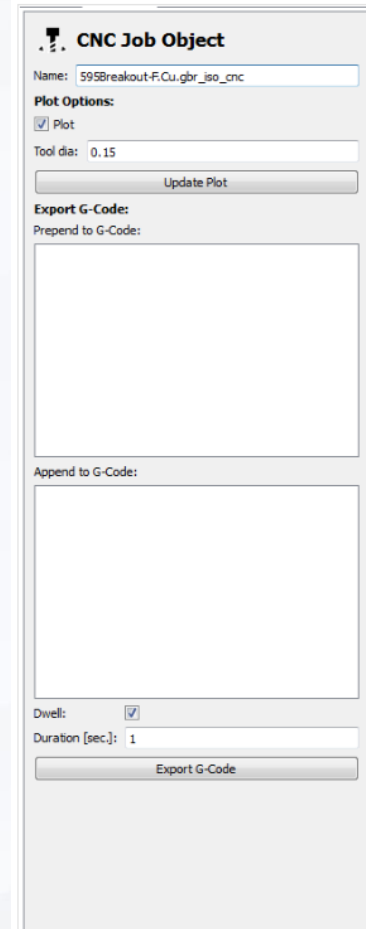 CNC Job Object
Name: 595Breakout-F.Cu.gbr_iso_cnc
Plot Options:
Plot
Tool dia: 0.15
Update Plot
Export G-Code:
Prepend to G-Code:
Append to G-Code:
Dwell:
Duration [sec.]: 1
Export G-Code